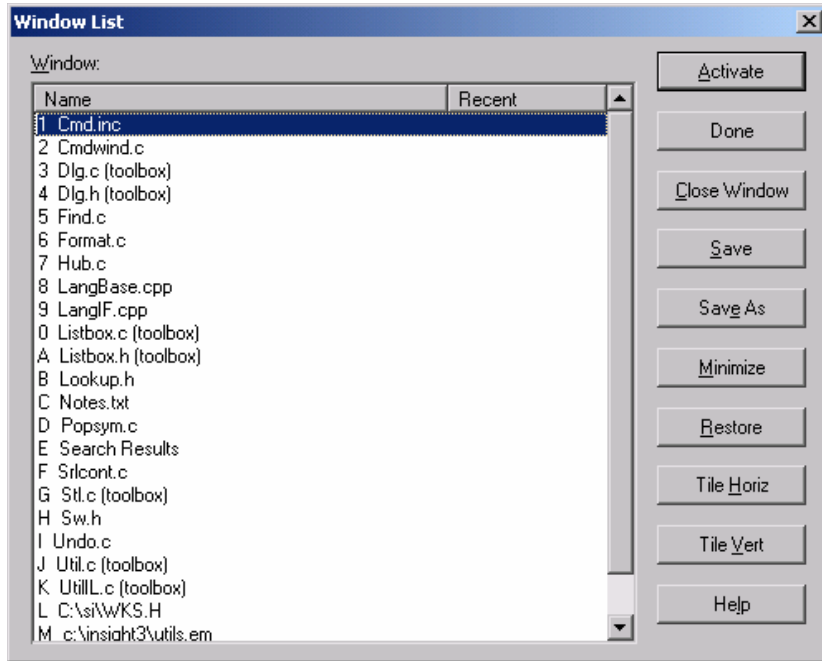 Window List
Window:
Name Recent
1 Cmd.inc
2 Cmdwind.c
3 Dlg.c (toolbox)
4 Dlg.h (toolbox)
5 Find.c
6 Format.c
7 Hub.c
8 LangBase.cpp
9 LangIF.cpp
0 Listbox.c (toolbox)
A Listbox.h (toolbox)
B Lookup.h
C Notes.txt
D Popsym.c
E Search Results
F Srlcont.c
G Stl.c (toolbox)
H Sw.h
I Undo.c
J Util.c (toolbox)
K UtilIL.c (toolbox)
L C:\si\WKS.H
M c:\insight3\utils.em
Activate
Done
Close Window
Save
Save As
Minimize
Restore
Tile Horiz
Tile Vert
Help